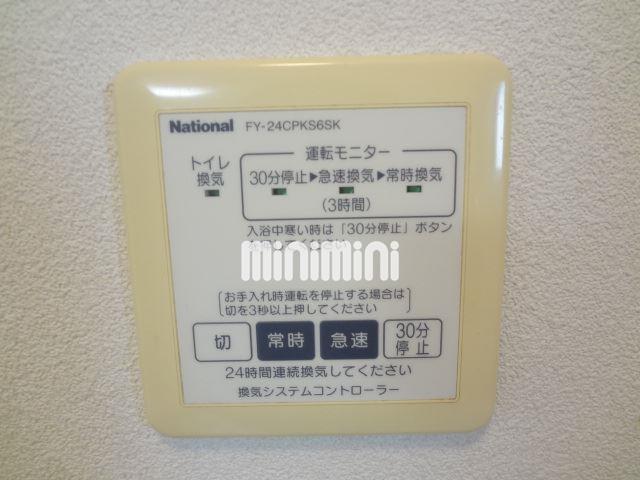 National FY-24CPKS6SK
トイレ
換気
運転モニター
30分停止▶急速換気▶常時換気
(3時間)
入浴中寒い時は「30分停止」ボタン
minimini
お手入れ時運転を停止する場合は
切を3秒以上押してください
切 常時 急速 30分停止
24時間連続換気してください
換気システムコントローラー